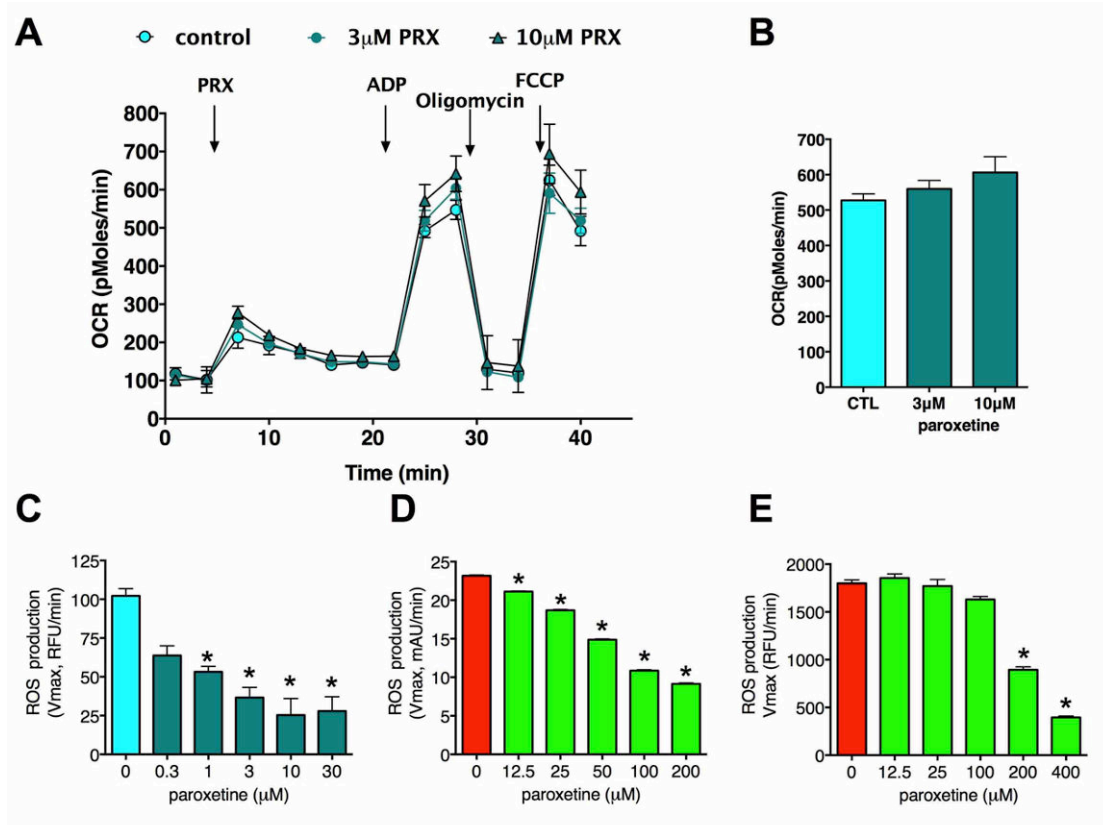 A
control
3µM PRX
10µM PRX
PRX
ADP
Oligomycin
FCCP
OCR (pMoles/min)
800
700
600
500
400
300
200
100
0
0
10
20
30
40
Time (min)
B
OCR(pMoles/min)
700
600
500
400
300
200
100
0
CTL
3µM
10µM
paroxetine
C
ROS production
(Vmax, RFU/min)
125
100
75
50
25
0
*
*
*
*
0
0.3
1
3
10
30
paroxetine (µM)
D
ROS production
(Vmax, mAU/min)
25
20
15
10
5
0
*
*
*
*
*
0
12.5
25
50
100
200
paroxetine (µM)
E
ROS production
Vmax (RFU/min)
2000
1500
1000
500
0
*
*
0
12.5
25
100
200
400
paroxetine (µM)